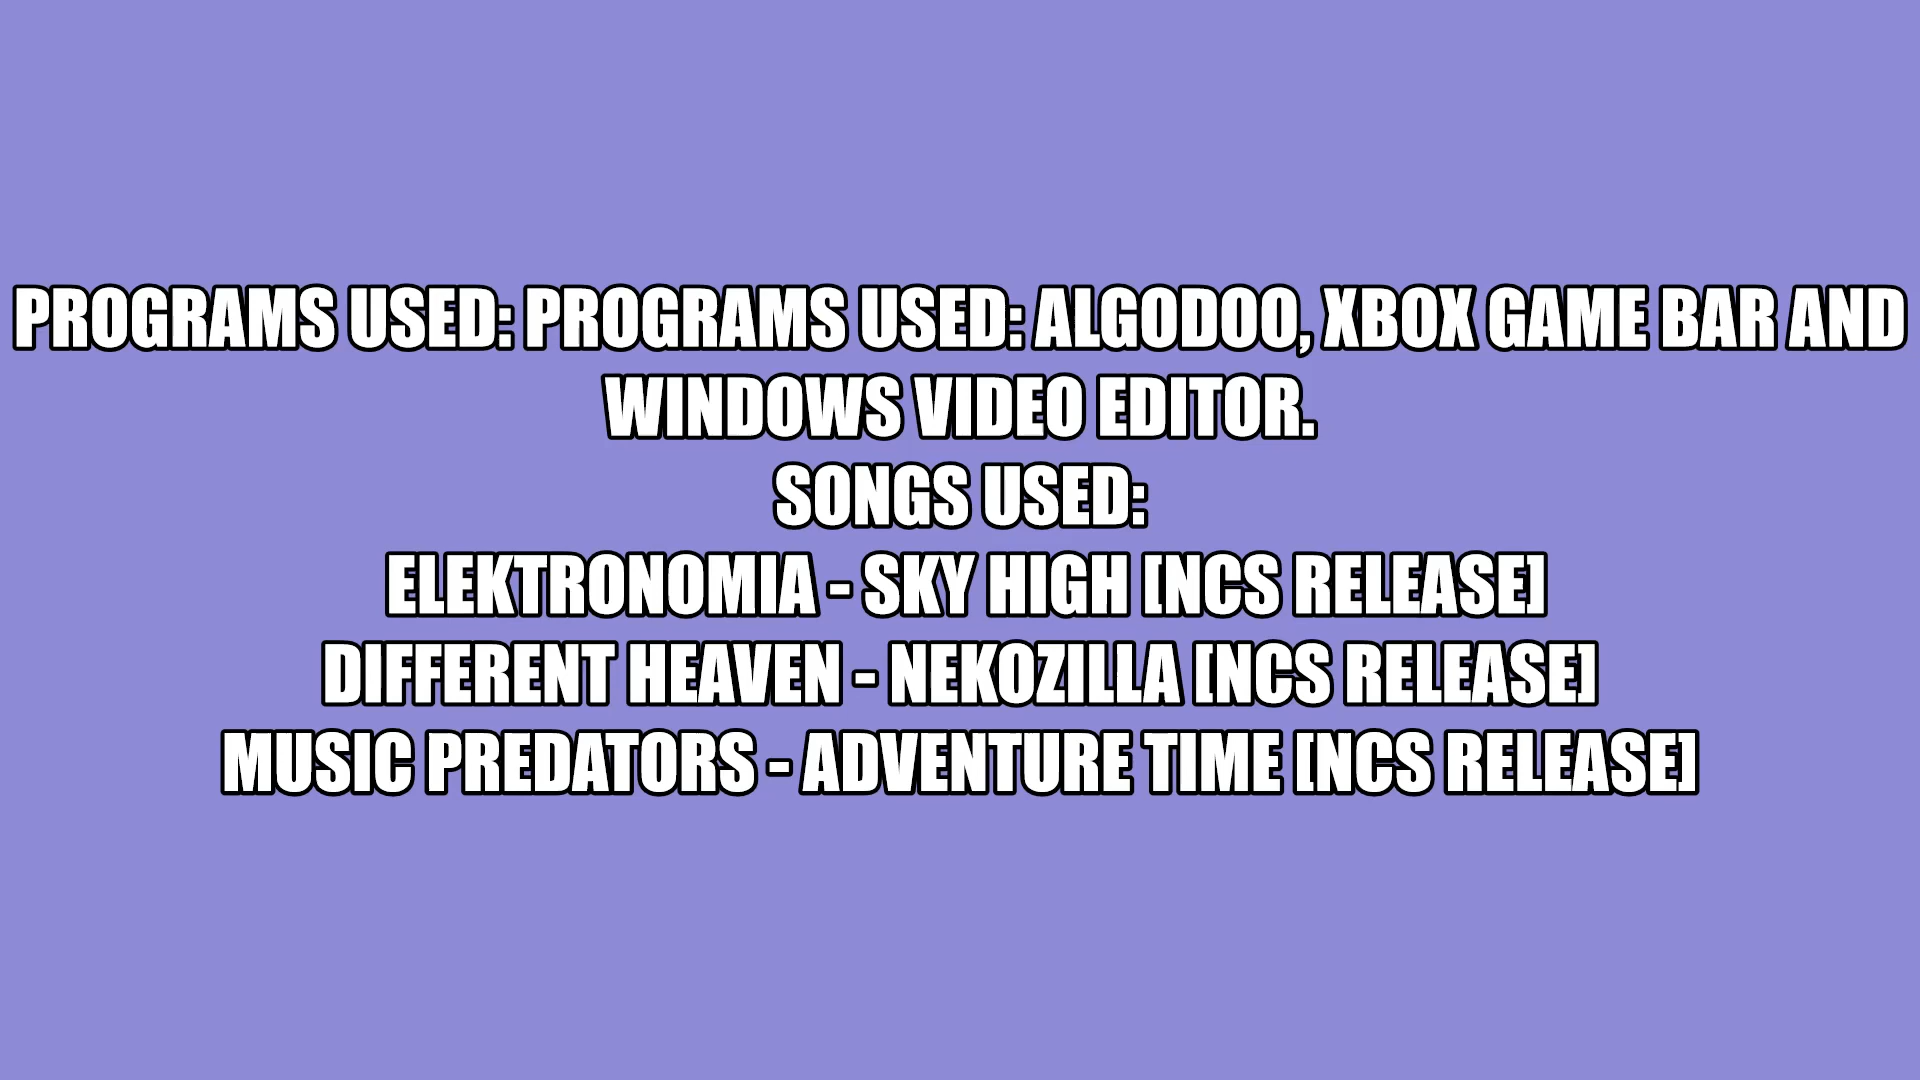 PROGRAMS USED: PROGRAMS USED: ALGODOO, XBOX GAME BAR AND
WINDOWS VIDEO EDITOR.
SONGS USED:
ELEKTRONOMIA - SKY HIGH [NCS RELEASE]
DIFFERENT HEAVEN - NEKOZILLA [NCS RELEASE]
MUSIC PREDATORS - ADVENTURE TIME [NCS RELEASE]